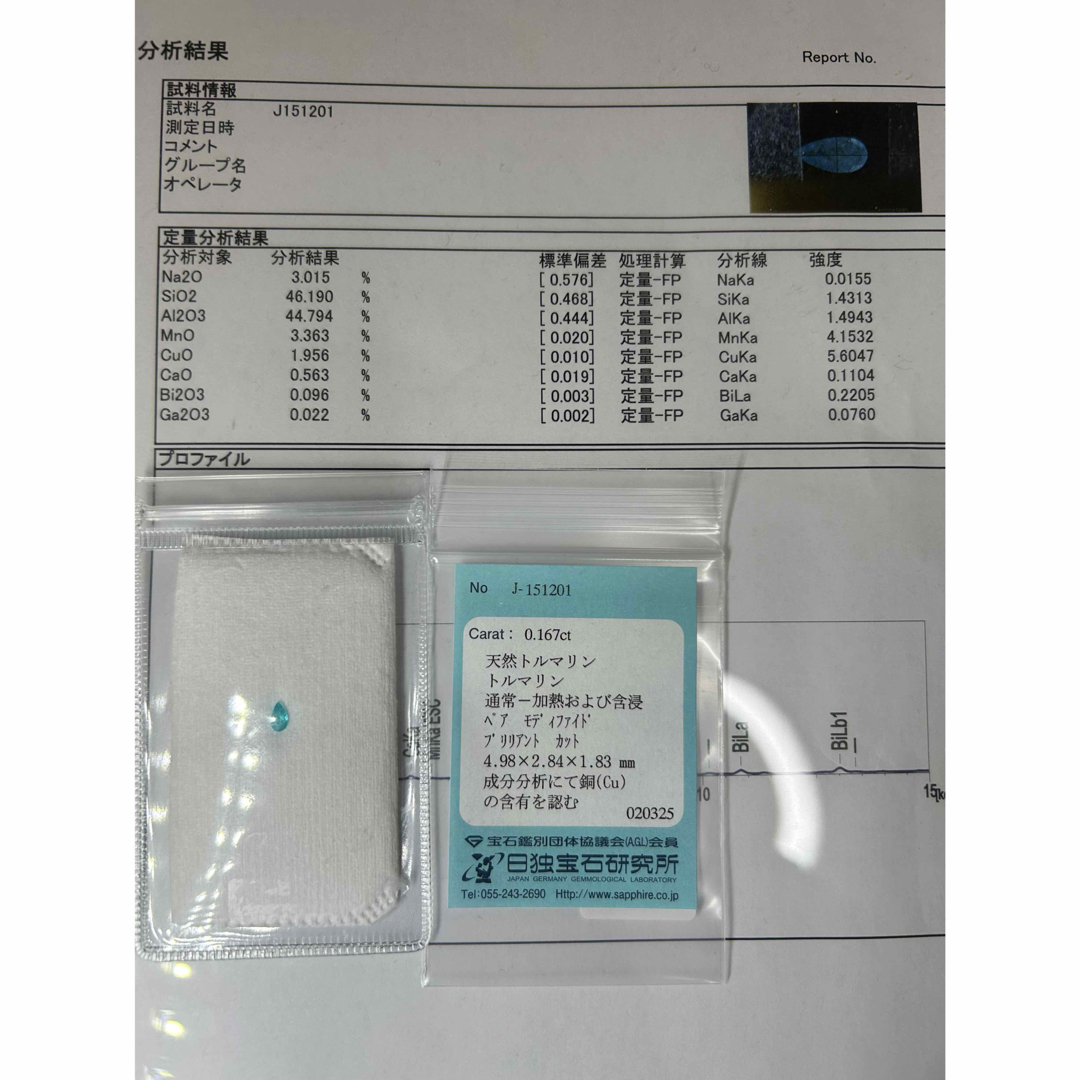 分析結果
Report No.
試料情報
試料名 J151201
測定日時
コメント
グループ名
オペレータ
定量分析結果
分析対象 分析結果 標準偏差 処理計算 分析線 強度
Na2O 3.015 % [ 0.576] 定量-FP NaKa 0.0155
SiO2 46.190 % [ 0.468] 定量-FP SiKa 1.4313
Al2O3 44.794 % [ 0.444] 定量-FP AlKa 1.4943
MnO 3.363 % [ 0.020] 定量-FP MnKa 4.1532
CuO 1.956 % [ 0.010] 定量-FP CuKa 5.6047
CaO 0.563 % [ 0.019] 定量-FP CaKa 0.1104
Bi2O3 0.096 % [ 0.003] 定量-FP BiLa 0.2205
Ga2O3 0.022 % [ 0.002] 定量-FP GaKa 0.0760
プロファイル
No J-151201
Carat : 0.167ct
天然トルマリン
トルマリン
通常－加熱および含浸
ﾍﾟｱ ﾓﾃﾞｨﾌｧｲﾄﾞ
ﾌﾞﾘﾘｱﾝﾄ ｶｯﾄ
4.98×2.84×1.83 mm
成分分析にて銅(Cu)
の含有を認む
020325
宝石鑑別団体協議会(AGL)会員
日独宝石研究所
JAPAN GERMANY GEMMOLOGICAL LABORATORY
Tel:055-243-2690 Http://www.sapphire.co.jp
MnKa ESC
BiLa
BiLb1
10
15